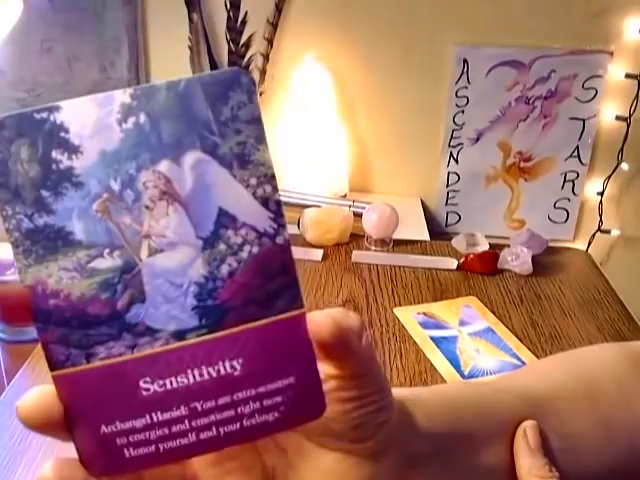 ASCENDED
STARS
Sensitivity
Archangel Haniel: "You are extra-sensitive
to energies and emotions right now.
Honor yourself and your feelings."